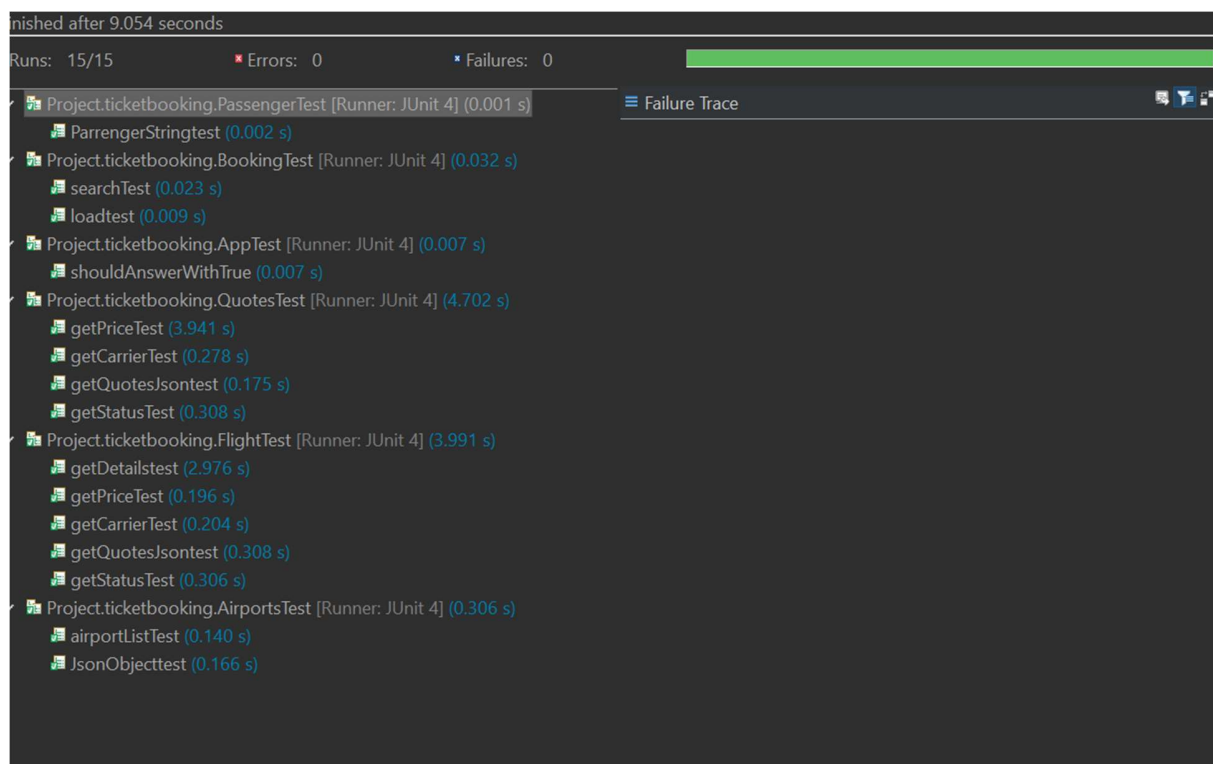 inished after 9.054 seconds
Runs: 15/15 Errors: 0 Failures: 0
Project.ticketbooking.PassengerTest [Runner: JUnit 4] (0.001 s)
Failure Trace
ParrengerStringtest (0.002 s)
Project.ticketbooking.BookingTest [Runner: JUnit 4] (0.032 s)
searchTest (0.023 s)
loadtest (0.009 s)
Project.ticketbooking.AppTest [Runner: JUnit 4] (0.007 s)
shouldAnswerWithTrue (0.007 s)
Project.ticketbooking.QuotesTest [Runner: JUnit 4] (4.702 s)
getPriceTest (3.941 s)
getCarrierTest (0.278 s)
getQuotesJsontest (0.175 s)
getStatusTest (0.308 s)
Project.ticketbooking.FlightTest [Runner: JUnit 4] (3.991 s)
getDetailstest (2.976 s)
getPriceTest (0.196 s)
getCarrierTest (0.204 s)
getQuotesJsontest (0.308 s)
getStatusTest (0.306 s)
Project.ticketbooking.AirportsTest [Runner: JUnit 4] (0.306 s)
airportListTest (0.140 s)
JsonObjecttest (0.166 s)